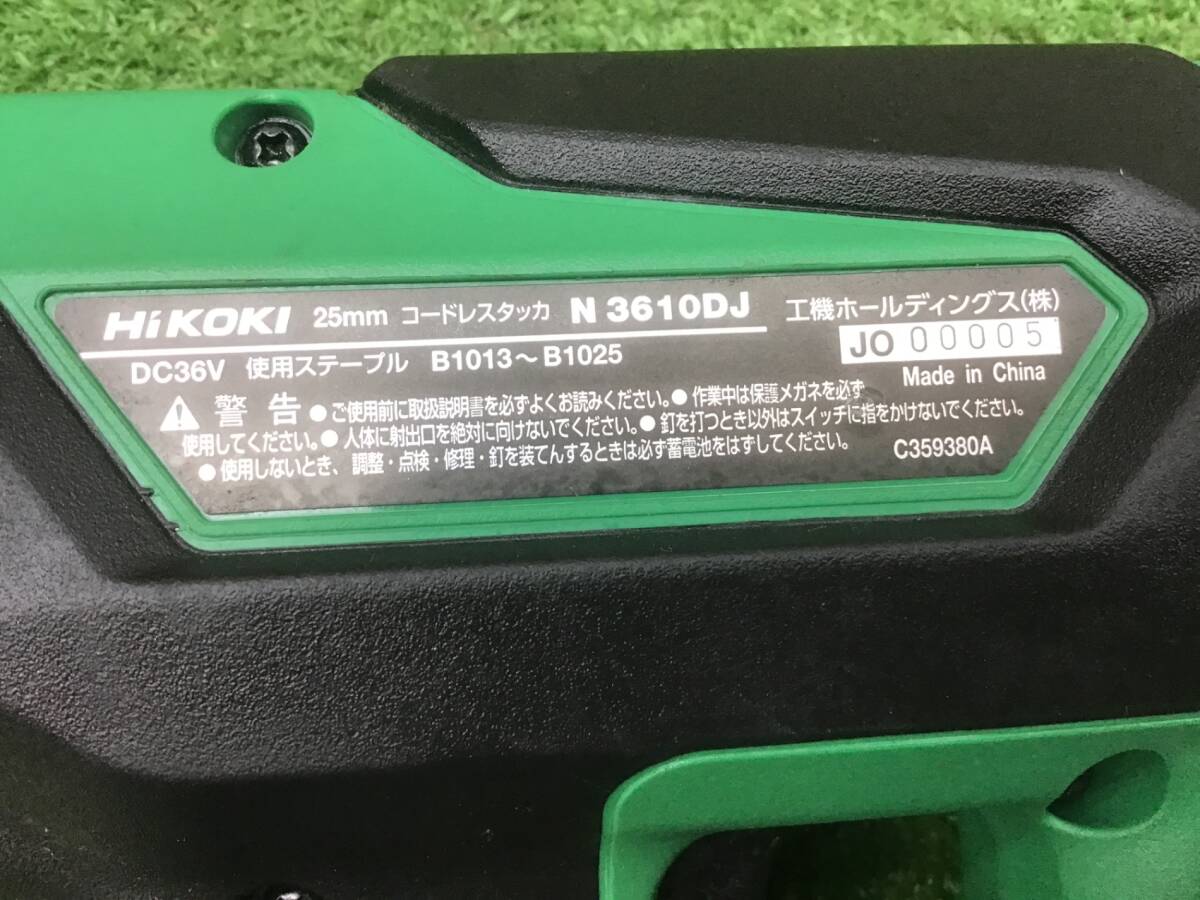 HiKOKI 25mm コードレスタッカ N 3610DJ 工機ホールディングス(株)
DC36V 使用ステープル B1013～B1025 JO 00005
Made in China
警告 ●ご使用前に取扱説明書を必ずよくお読みください。●作業中は保護メガネを必ず
使用してください。●人体に射出口を絶対に向けないでください。●釘を打つとき以外はスイッチに指をかけないでください。
●使用しないとき、調整・点検・修理・釘を装てんするときは必ず蓄電池をはずしてください。 C359380A